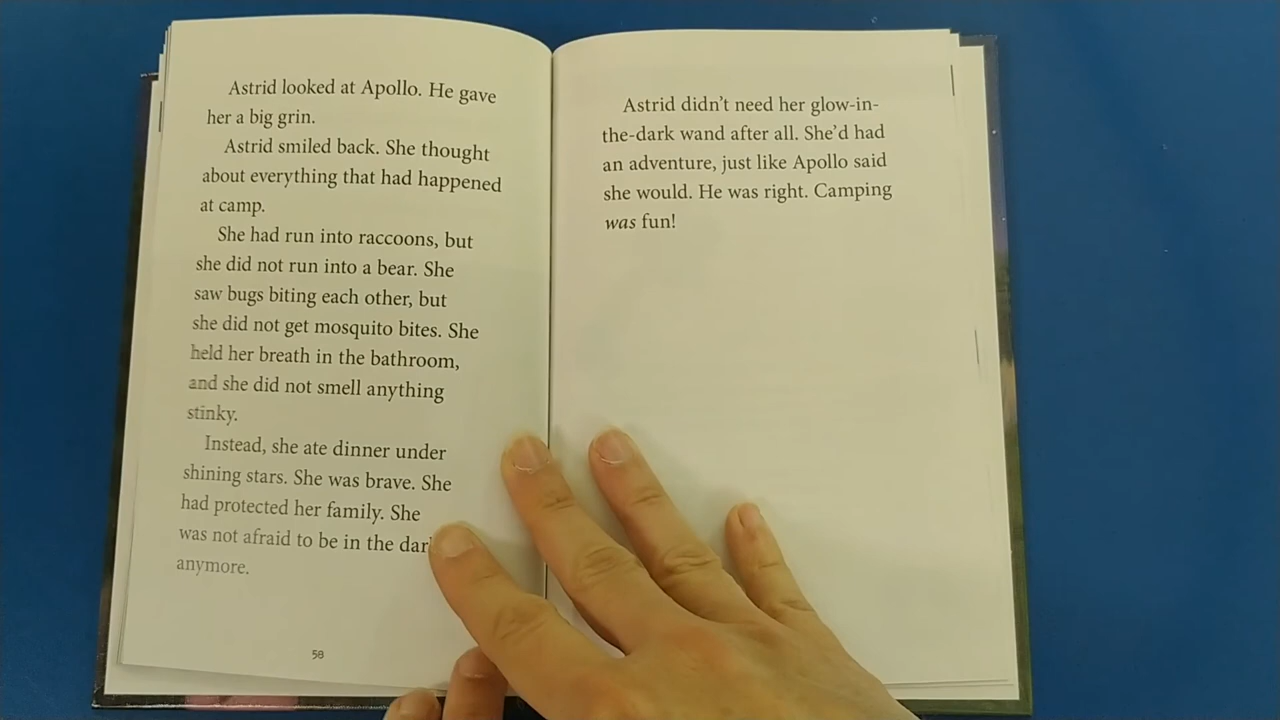 Astrid looked at Apollo. He gave
her a big grin.
Astrid smiled back. She thought
about everything that had happened
at camp.
She had run into raccoons, but
she did not run into a bear. She
saw bugs biting each other, but
she did not get mosquito bites. She
held her breath in the bathroom,
and she did not smell anything
stinky.
Instead, she ate dinner under
shining stars. She was brave. She
had protected her family. She
was not afraid to be in the dark
anymore.
58
Astrid didn't need her glow-in-
the-dark wand after all. She'd had
an adventure, just like Apollo said
she would. He was right. Camping
was fun!